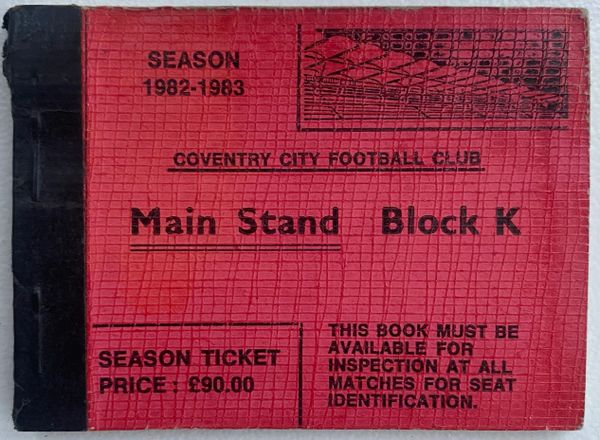 SEASON
1982-1983
COVENTRY CITY FOOTBALL CLUB
Main Stand Block K
SEASON TICKET
PRICE : £90.00
THIS BOOK MUST BE
AVAILABLE FOR
INSPECTION AT ALL
MATCHES FOR SEAT
IDENTIFICATION.